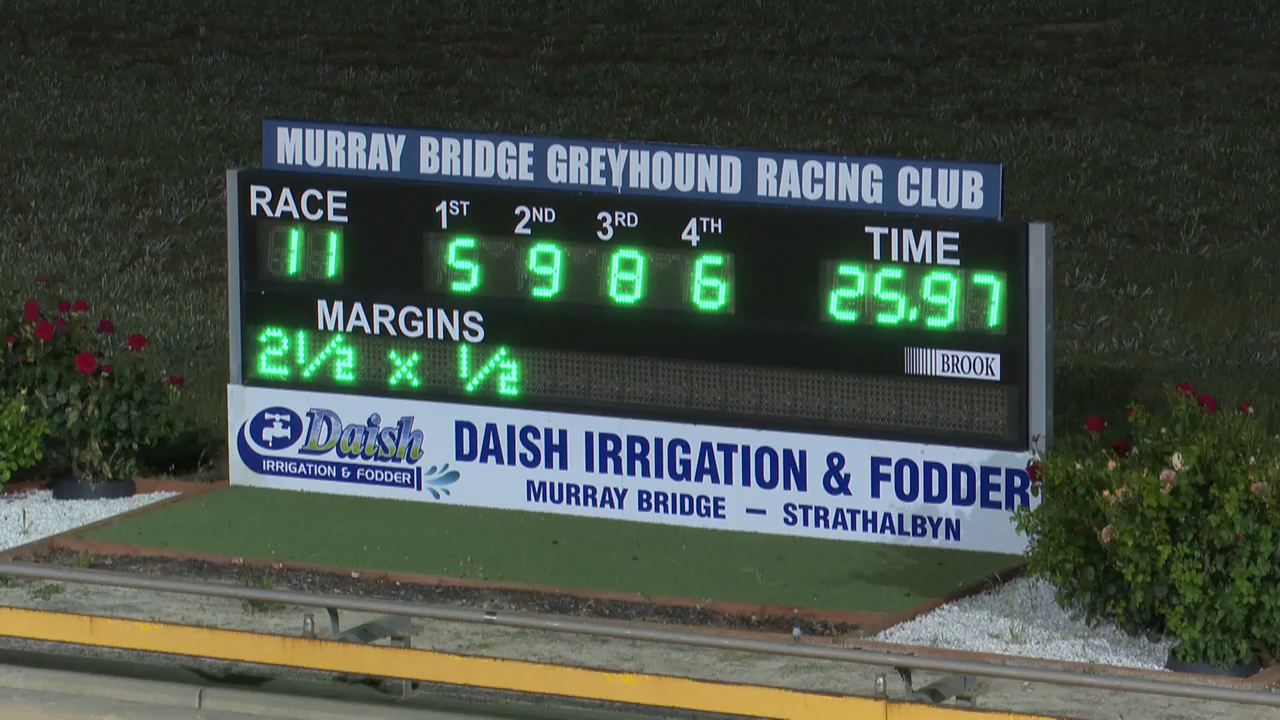 MURRAY BRIDGE GREYHOUND RACING CLUB
RACE 1ST 2ND 3RD 4TH TIME
11 5 9 8 6 25.97
MARGINS
2½ x ½
BROOK
Daish
IRRIGATION & FODDER
DAISH IRRIGATION & FODDER
MURRAY BRIDGE — STRATHALBYN